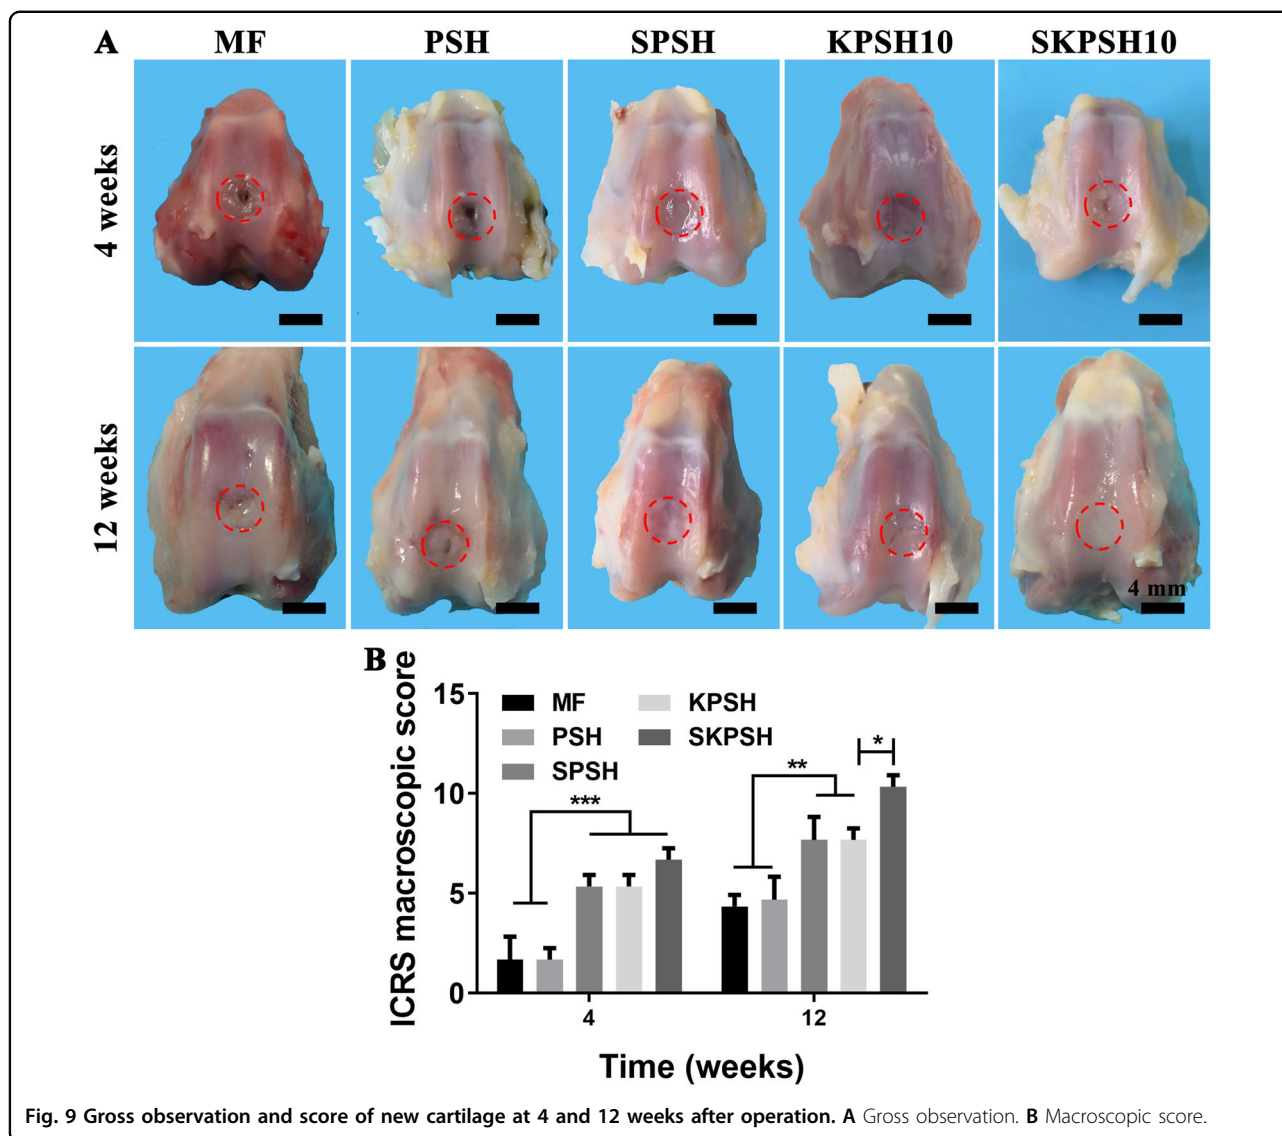 A MF PSH SPSH KPSH10 SKPSH10
4 weeks
12 weeks
4 mm
B
ICRS macroscopic score
15
10
5
0
MF KPSH
PSH SKPSH
SPSH
***
**
*
4 12
Time (weeks)
Fig. 9 Gross observation and score of new cartilage at 4 and 12 weeks after operation. A Gross observation. B Macroscopic score.